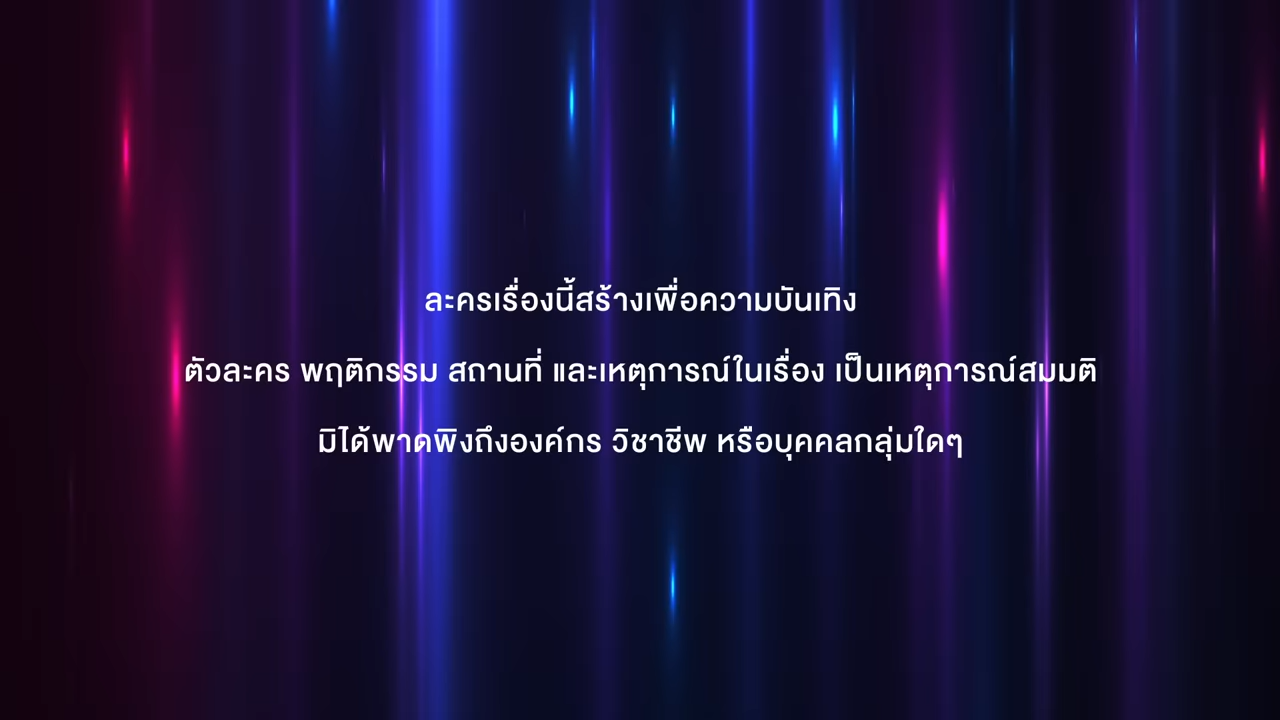 ละครเรื่องนี้สร้างเพื่อความบันเทิง
ตัวละคร พฤติกรรม สถานที่ และเหตุการณ์ในเรื่อง เป็นเหตุการณ์สมมติ
มิได้พาดพิงถึงองค์กร วิชาชีพ หรือบุคคลกลุ่มใดๆ